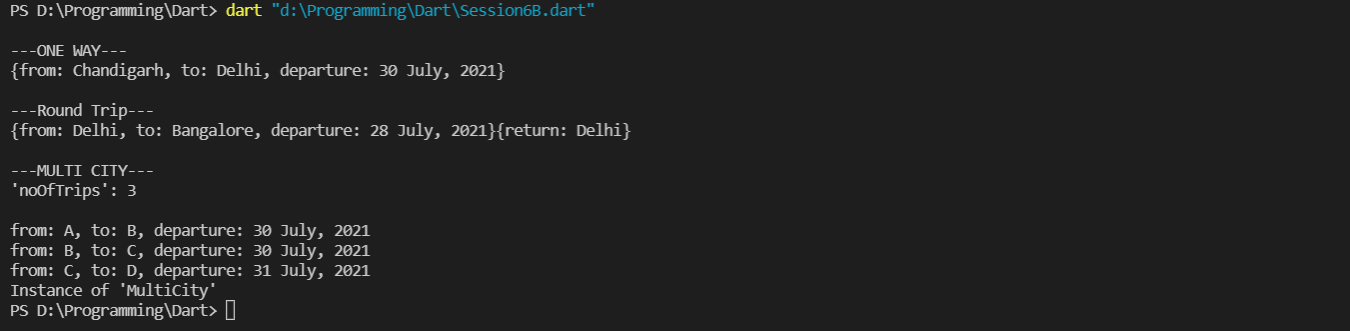 PS D:\Programming\Dart> dart "d:\Programming\Dart\Session6B.dart"
---ONE WAY---
{from: Chandigarh, to: Delhi, departure: 30 July, 2021}
---Round Trip---
{from: Delhi, to: Bangalore, departure: 28 July, 2021}{return: Delhi}
---MULTI CITY---
'noOfTrips': 3
from: A, to: B, departure: 30 July, 2021
from: B, to: C, departure: 30 July, 2021
from: C, to: D, departure: 31 July, 2021
Instance of 'MultiCity'
PS D:\Programming\Dart>